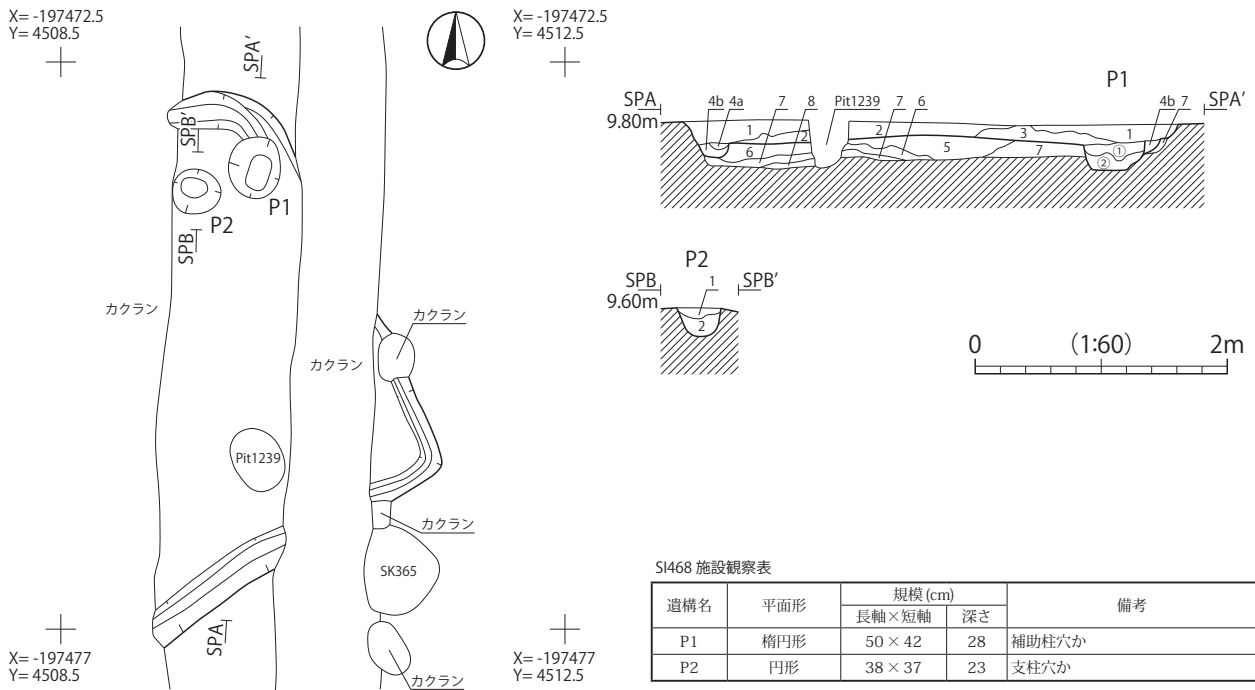 X= -197472.5
Y= 4508.5
X= -197472.5
Y= 4512.5
SPA'
SPB'
P1
P2
SPB
カクラン
カクラン
カクラン
Pit1239
カクラン
SK365
SPA
カクラン
X= -197477
Y= 4508.5
X= -197477
Y= 4512.5
P1
SPA 4b 4a 7 8 Pit1239 7 6 4b 7 SPA'
9.80m
1 2 2 3 1
6 5 7 ① ②
P2
SPB 1 SPB'
9.60m
2
0 (1:60) 2m
SI468 施設観察表
遺構名 平面形 規模 (cm) 備考
長軸×短軸 深さ
P1 楕円形 50 × 42 28 補助柱穴か
P2 円形 38 × 37 23 支柱穴か